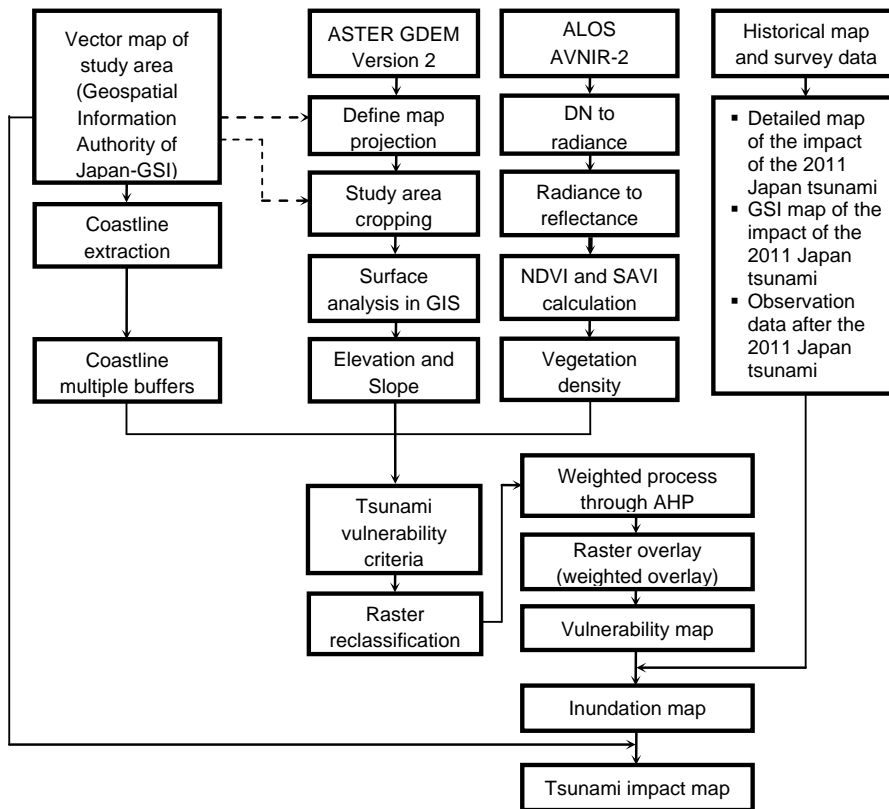 Vector map of
study area
(Geospatial
Information
Authority of
Japan-GSI)
Coastline
extraction
Coastline
multiple buffers
ASTER GDEM
Version 2
Define map
projection
Study area
cropping
Surface
analysis in GIS
Elevation and
Slope
ALOS
AVNIR-2
DN to
radiance
Radiance to
reflectance
NDVI and SAVI
calculation
Vegetation
density
Historical map
and survey data
▪ Detailed map
of the impact
of the 2011
Japan tsunami
▪ GSI map of the
impact of the
2011 Japan
tsunami
▪ Observation
data after the
2011 Japan
tsunami
Tsunami
vulnerability
criteria
Raster
reclassification
Weighted process
through AHP
Raster overlay
(weighted overlay)
Vulnerability map
Inundation map
Tsunami impact map